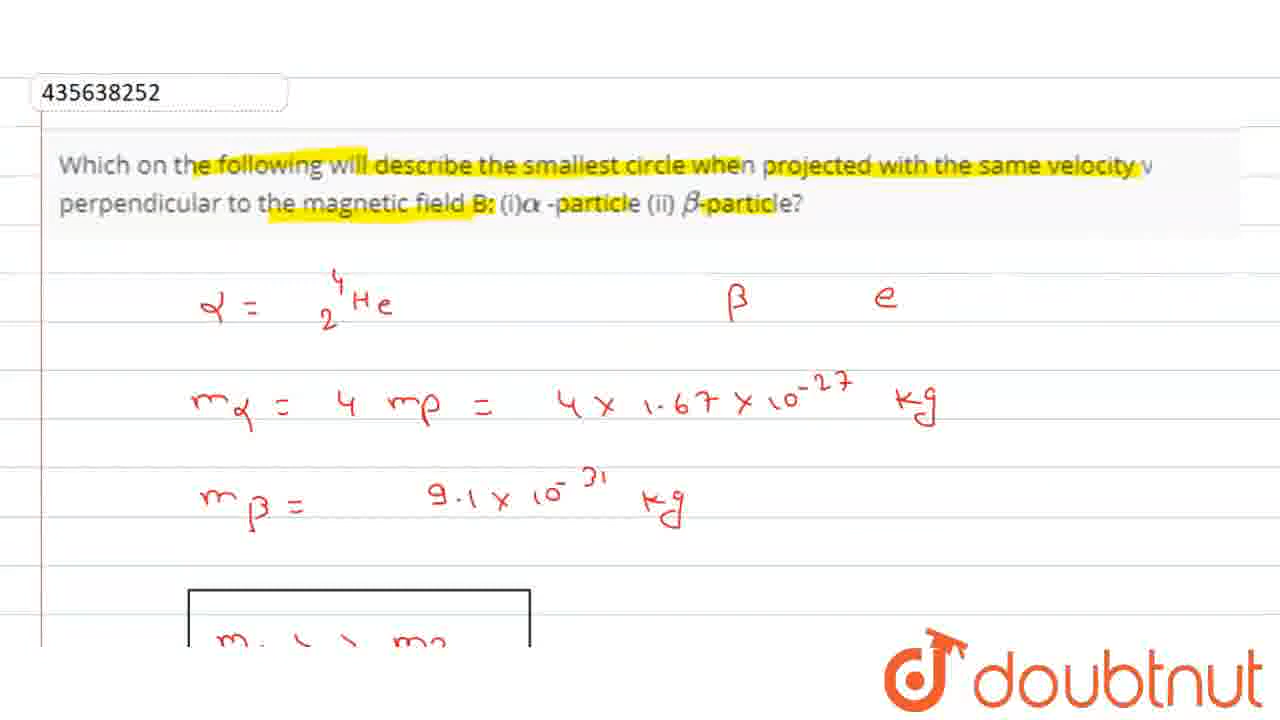 435638252
Which on the following will describe the smallest circle when projected with the same velocity v
perpendicular to the magnetic field B: (i)α -particle (ii) β-particle?
α = ⁴₂He β e
mα = 4 mp = 4 × 1.67 × 10⁻²⁷ kg
mβ = 9.1 × 10⁻³¹ kg
doubtnut